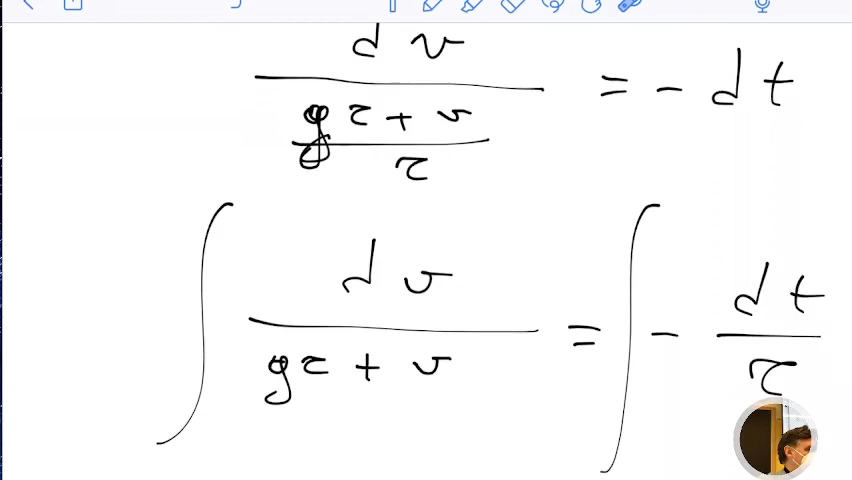 dv
= - dt
gτ + v
τ
∫ dv = ∫ - dt
gτ + v τ